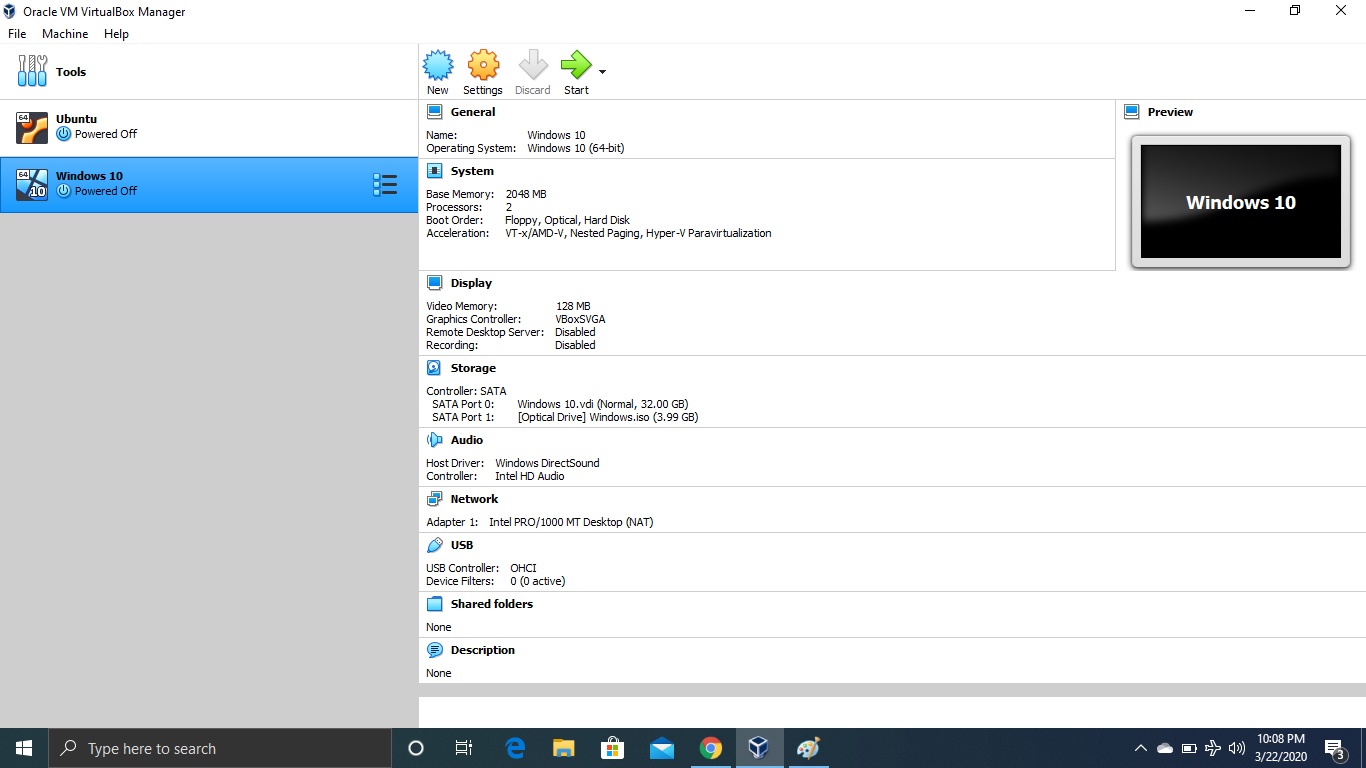 Oracle VM VirtualBox Manager
File Machine Help
Tools
New Settings Discard Start
64
Ubuntu
Powered Off
64
10
Windows 10
Powered Off
General
Name: Windows 10
Operating System: Windows 10 (64-bit)
Preview
Windows 10
System
Base Memory: 2048 MB
Processors: 2
Boot Order: Floppy, Optical, Hard Disk
Acceleration: VT-x/AMD-V, Nested Paging, Hyper-V Paravirtualization
Display
Video Memory: 128 MB
Graphics Controller: VBoxSVGA
Remote Desktop Server: Disabled
Recording: Disabled
Storage
Controller: SATA
SATA Port 0: Windows 10.vdi (Normal, 32.00 GB)
SATA Port 1: [Optical Drive] Windows.iso (3.99 GB)
Audio
Host Driver: Windows DirectSound
Controller: Intel HD Audio
Network
Adapter 1: Intel PRO/1000 MT Desktop (NAT)
USB
USB Controller: OHCI
Device Filters: 0 (0 active)
Shared folders
None
Description
None
Type here to search
10:08 PM
3/22/2020
3